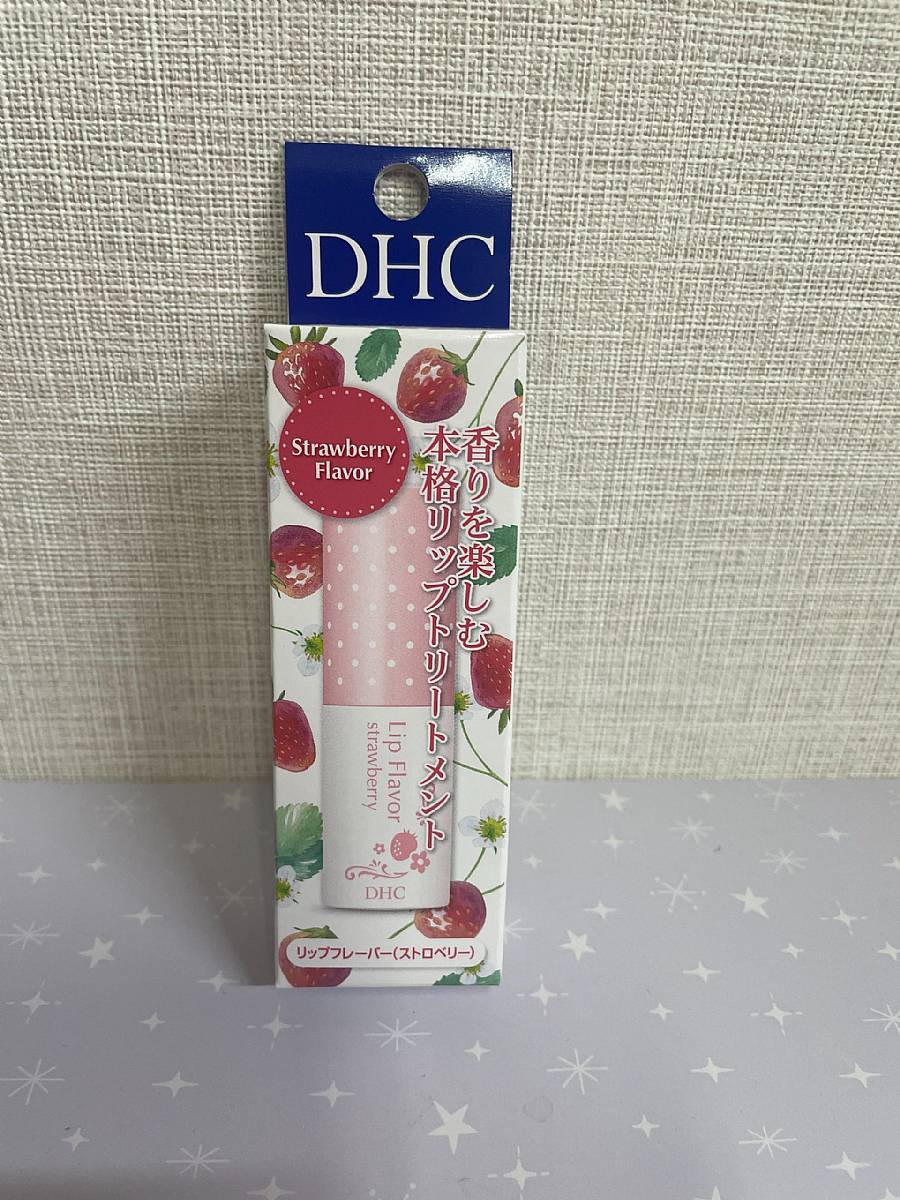 DHC
Strawberry
Flavor
香りを楽しむ
本格リップトリートメント
Lip Flavor
strawberry
DHC
リップフレーバー(ストロベリー)